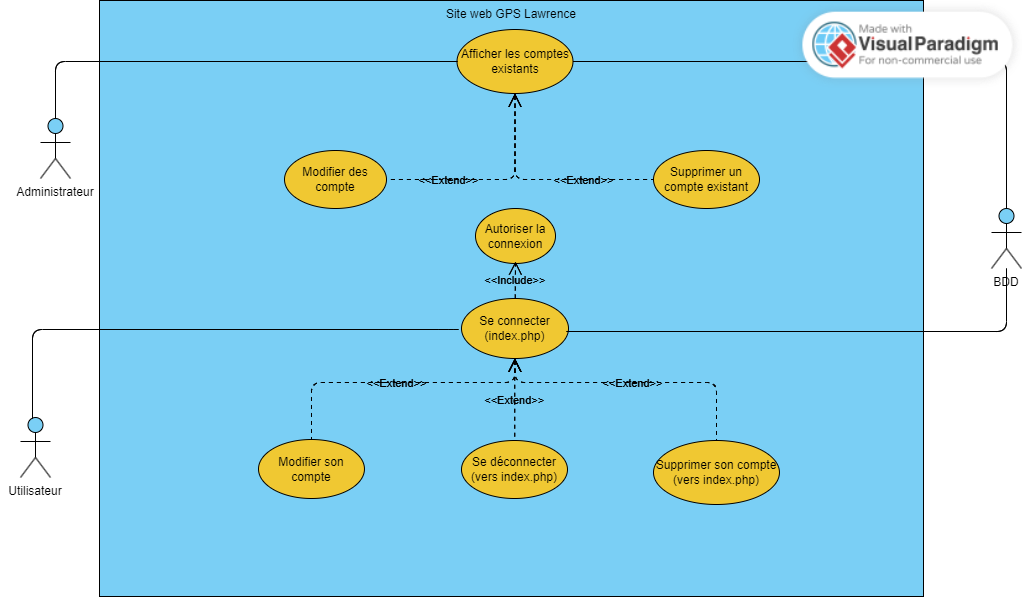 Site web GPS Lawrence
Made with
Visual Paradigm
For non-commercial use
Afficher les comptes
existants
Administrateur
Modifier des
compte
<<Extend>>
<<Extend>>
Supprimer un
compte existant
Autoriser la
connexion
<<Include>>
BDD
Se connecter
(index.php)
<<Extend>>
<<Extend>>
<<Extend>>
Utilisateur
Modifier son
compte
Se déconnecter
(vers index.php)
Supprimer son compte
(vers index.php)